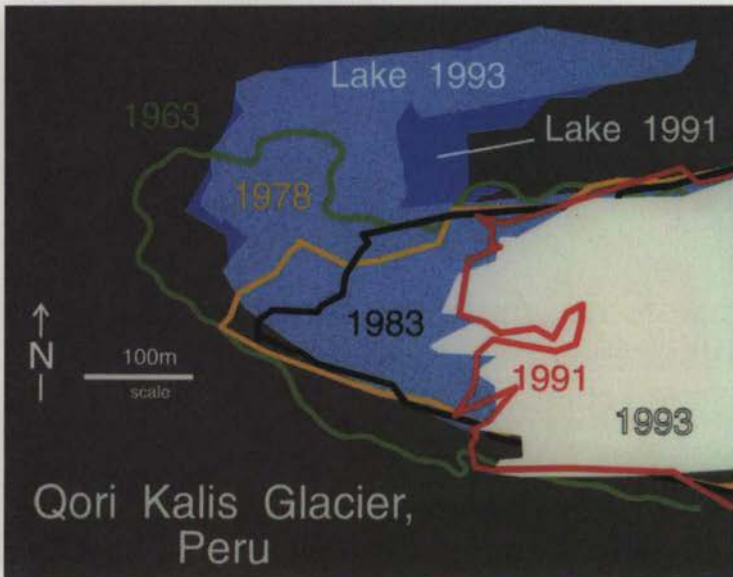 Lake 1993
1963
Lake 1991
1978
1983
100m
scale
N
1991
1993
Qori Kalis Glacier,
Peru